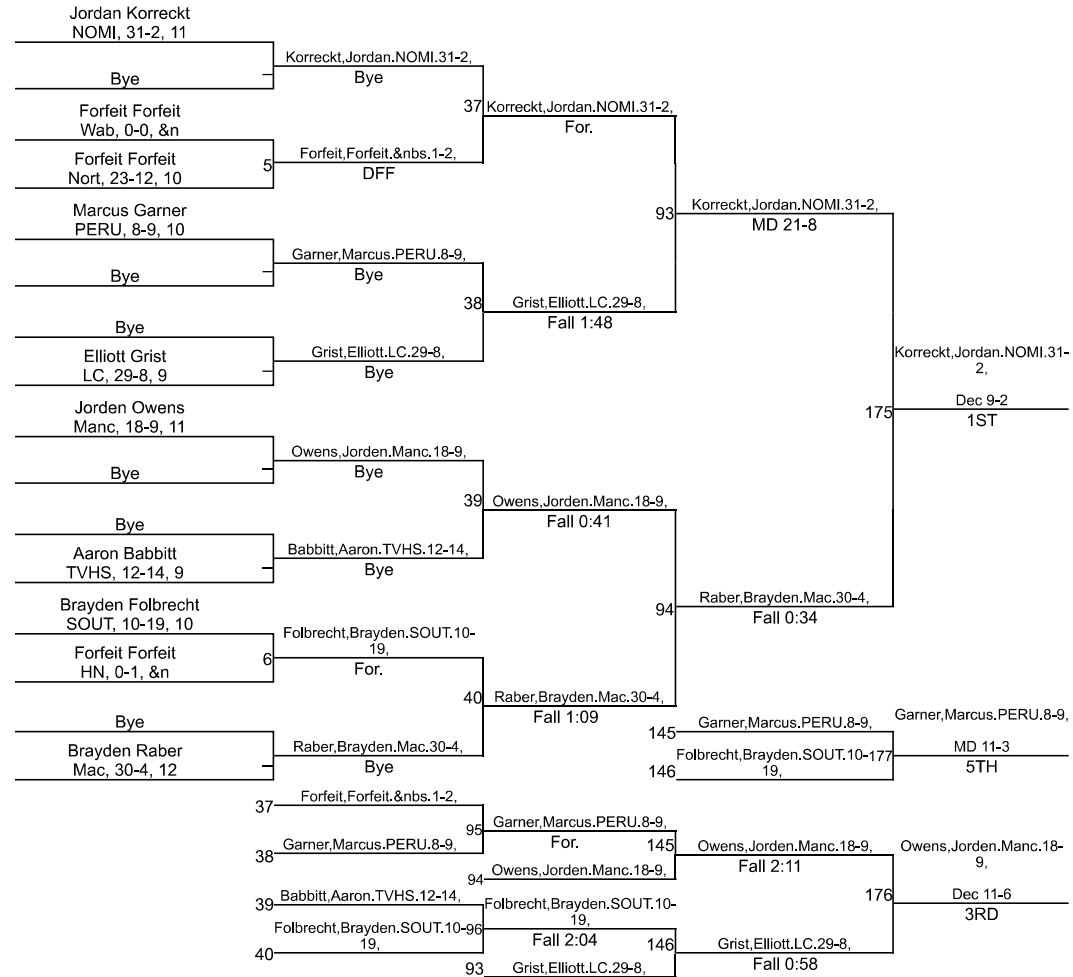 Jordan Korreckt
NOMI, 31-2, 11
Korreckt,Jordan.NOMI.31-2,
Bye
Bye
37
Korreckt,Jordan.NOMI.31-2,
For.
Forfeit Forfeit
Wab, 0-0, &n
Forfeit Forfeit
Nort, 23-12, 10
5
Forfeit,Forfeit.&nbs.1-2,
DFF
Marcus Garner
PERU, 8-9, 10
93
Korreckt,Jordan.NOMI.31-2,
MD 21-8
Garner,Marcus.PERU.8-9,
Bye
Bye
38
Grist,Elliott.LC.29-8,
Fall 1:48
Bye
Elliott Grist
LC, 29-8, 9
Grist,Elliott.LC.29-8,
Bye
Korreckt,Jordan.NOMI.31-
2,
175
Dec 9-2
1ST
Jorden Owens
Manc, 18-9, 11
Owens,Jorden.Manc.18-9,
Bye
Bye
39
Owens,Jorden.Manc.18-9,
Fall 0:41
Bye
Aaron Babbitt
TVHS, 12-14, 9
Babbitt,Aaron.TVHS.12-14,
Bye
94
Raber,Brayden.Mac.30-4,
Fall 0:34
Brayden Folbrecht
SOUT, 10-19, 10
Forfeit Forfeit
HN, 0-1, &n
6
Folbrecht,Brayden.SOUT.10-
19,
For.
40
Raber,Brayden.Mac.30-4,
Fall 1:09
Bye
Brayden Raber
Mac, 30-4, 12
Raber,Brayden.Mac.30-4,
Bye
145
Garner,Marcus.PERU.8-9,
146
Folbrecht,Brayden.SOUT.10-
19,
177
Garner,Marcus.PERU.8-9,
MD 11-3
5TH
37
Forfeit,Forfeit.&nbs.1-2,
38
Garner,Marcus.PERU.8-9,
95
Garner,Marcus.PERU.8-9,
For.
94
Owens,Jorden.Manc.18-9,
145
Owens,Jorden.Manc.18-9,
Fall 2:11
39
Babbitt,Aaron.TVHS.12-14,
40
Folbrecht,Brayden.SOUT.10-
19,
96
Folbrecht,Brayden.SOUT.10-
19,
Fall 2:04
93
Grist,Elliott.LC.29-8,
146
Grist,Elliott.LC.29-8,
Fall 0:58
176
Owens,Jorden.Manc.18-
9,
Dec 11-6
3RD